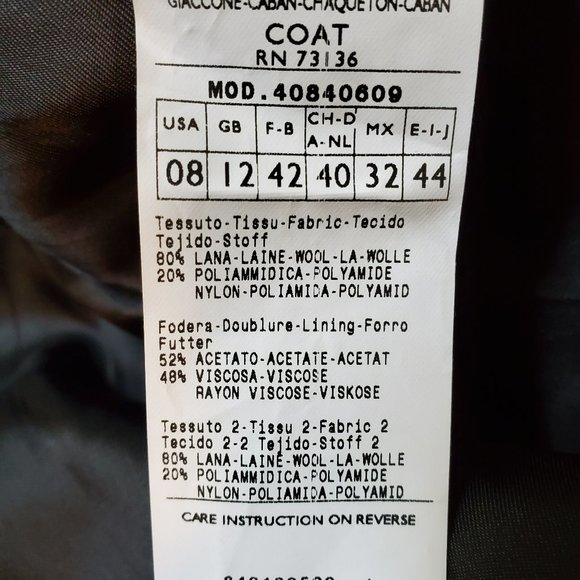 GIACCONE-CABAN-CHAQUETON-CABAN
COAT
RN 73136
MOD.40840609
USA GB F-B CH-D A-NL MX E-I-J
08 12 42 40 32 44
Tessuto-Tissu-Fabric-Tecido
Tejido-Stoff
80% LANA-LAINE-WOOL-LA-WOLLE
20% POLIAMMIDICA-POLYAMIDE
NYLON-POLIAMIDA-POLYAMID
Fodera-Doublure-Lining-Forro
Futter
52% ACETATO-ACETATE-ACETAT
48% VISCOSA-VISCOSE
RAYON VISCOSE-VISKOSE
Tessuto 2-Tissu 2-Fabric 2
Tecido 2-2 Tejido-Stoff 2
80% LANA-LAINE-WOOL-LA-WOLLE
20% POLIAMMIDICA-POLYAMIDE
NYLON-POLIAMIDA-POLYAMID
CARE INSTRUCTION ON REVERSE